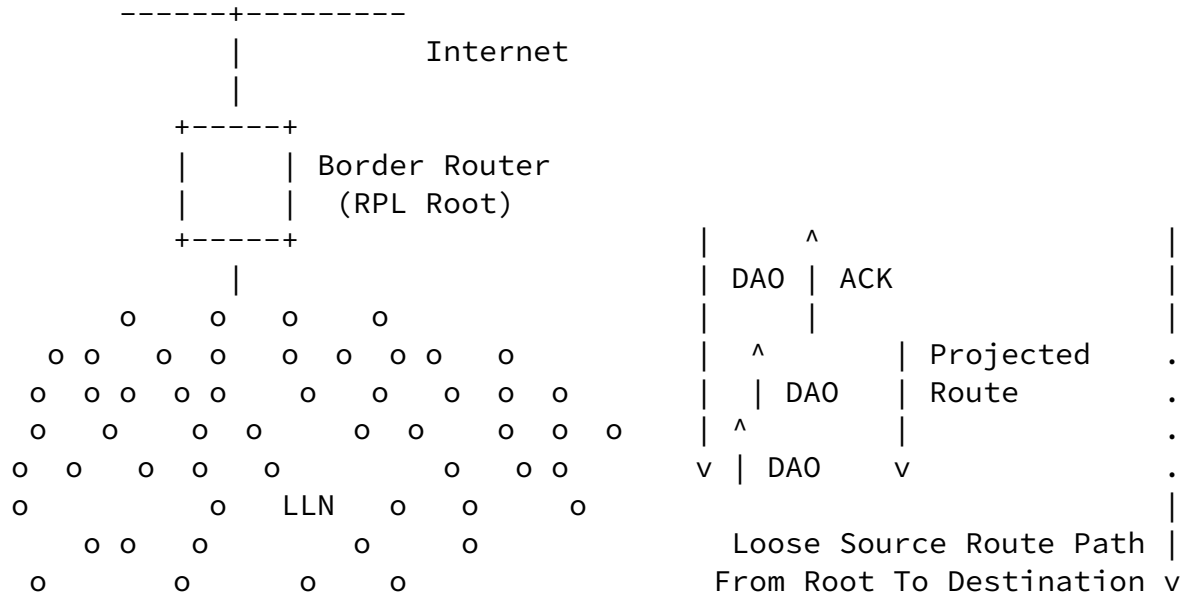 Internet
Border Router
(RPL Root)
DAO ACK
Projected
DAO Route
DAO
LLN
Loose Source Route Path
From Root To Destination